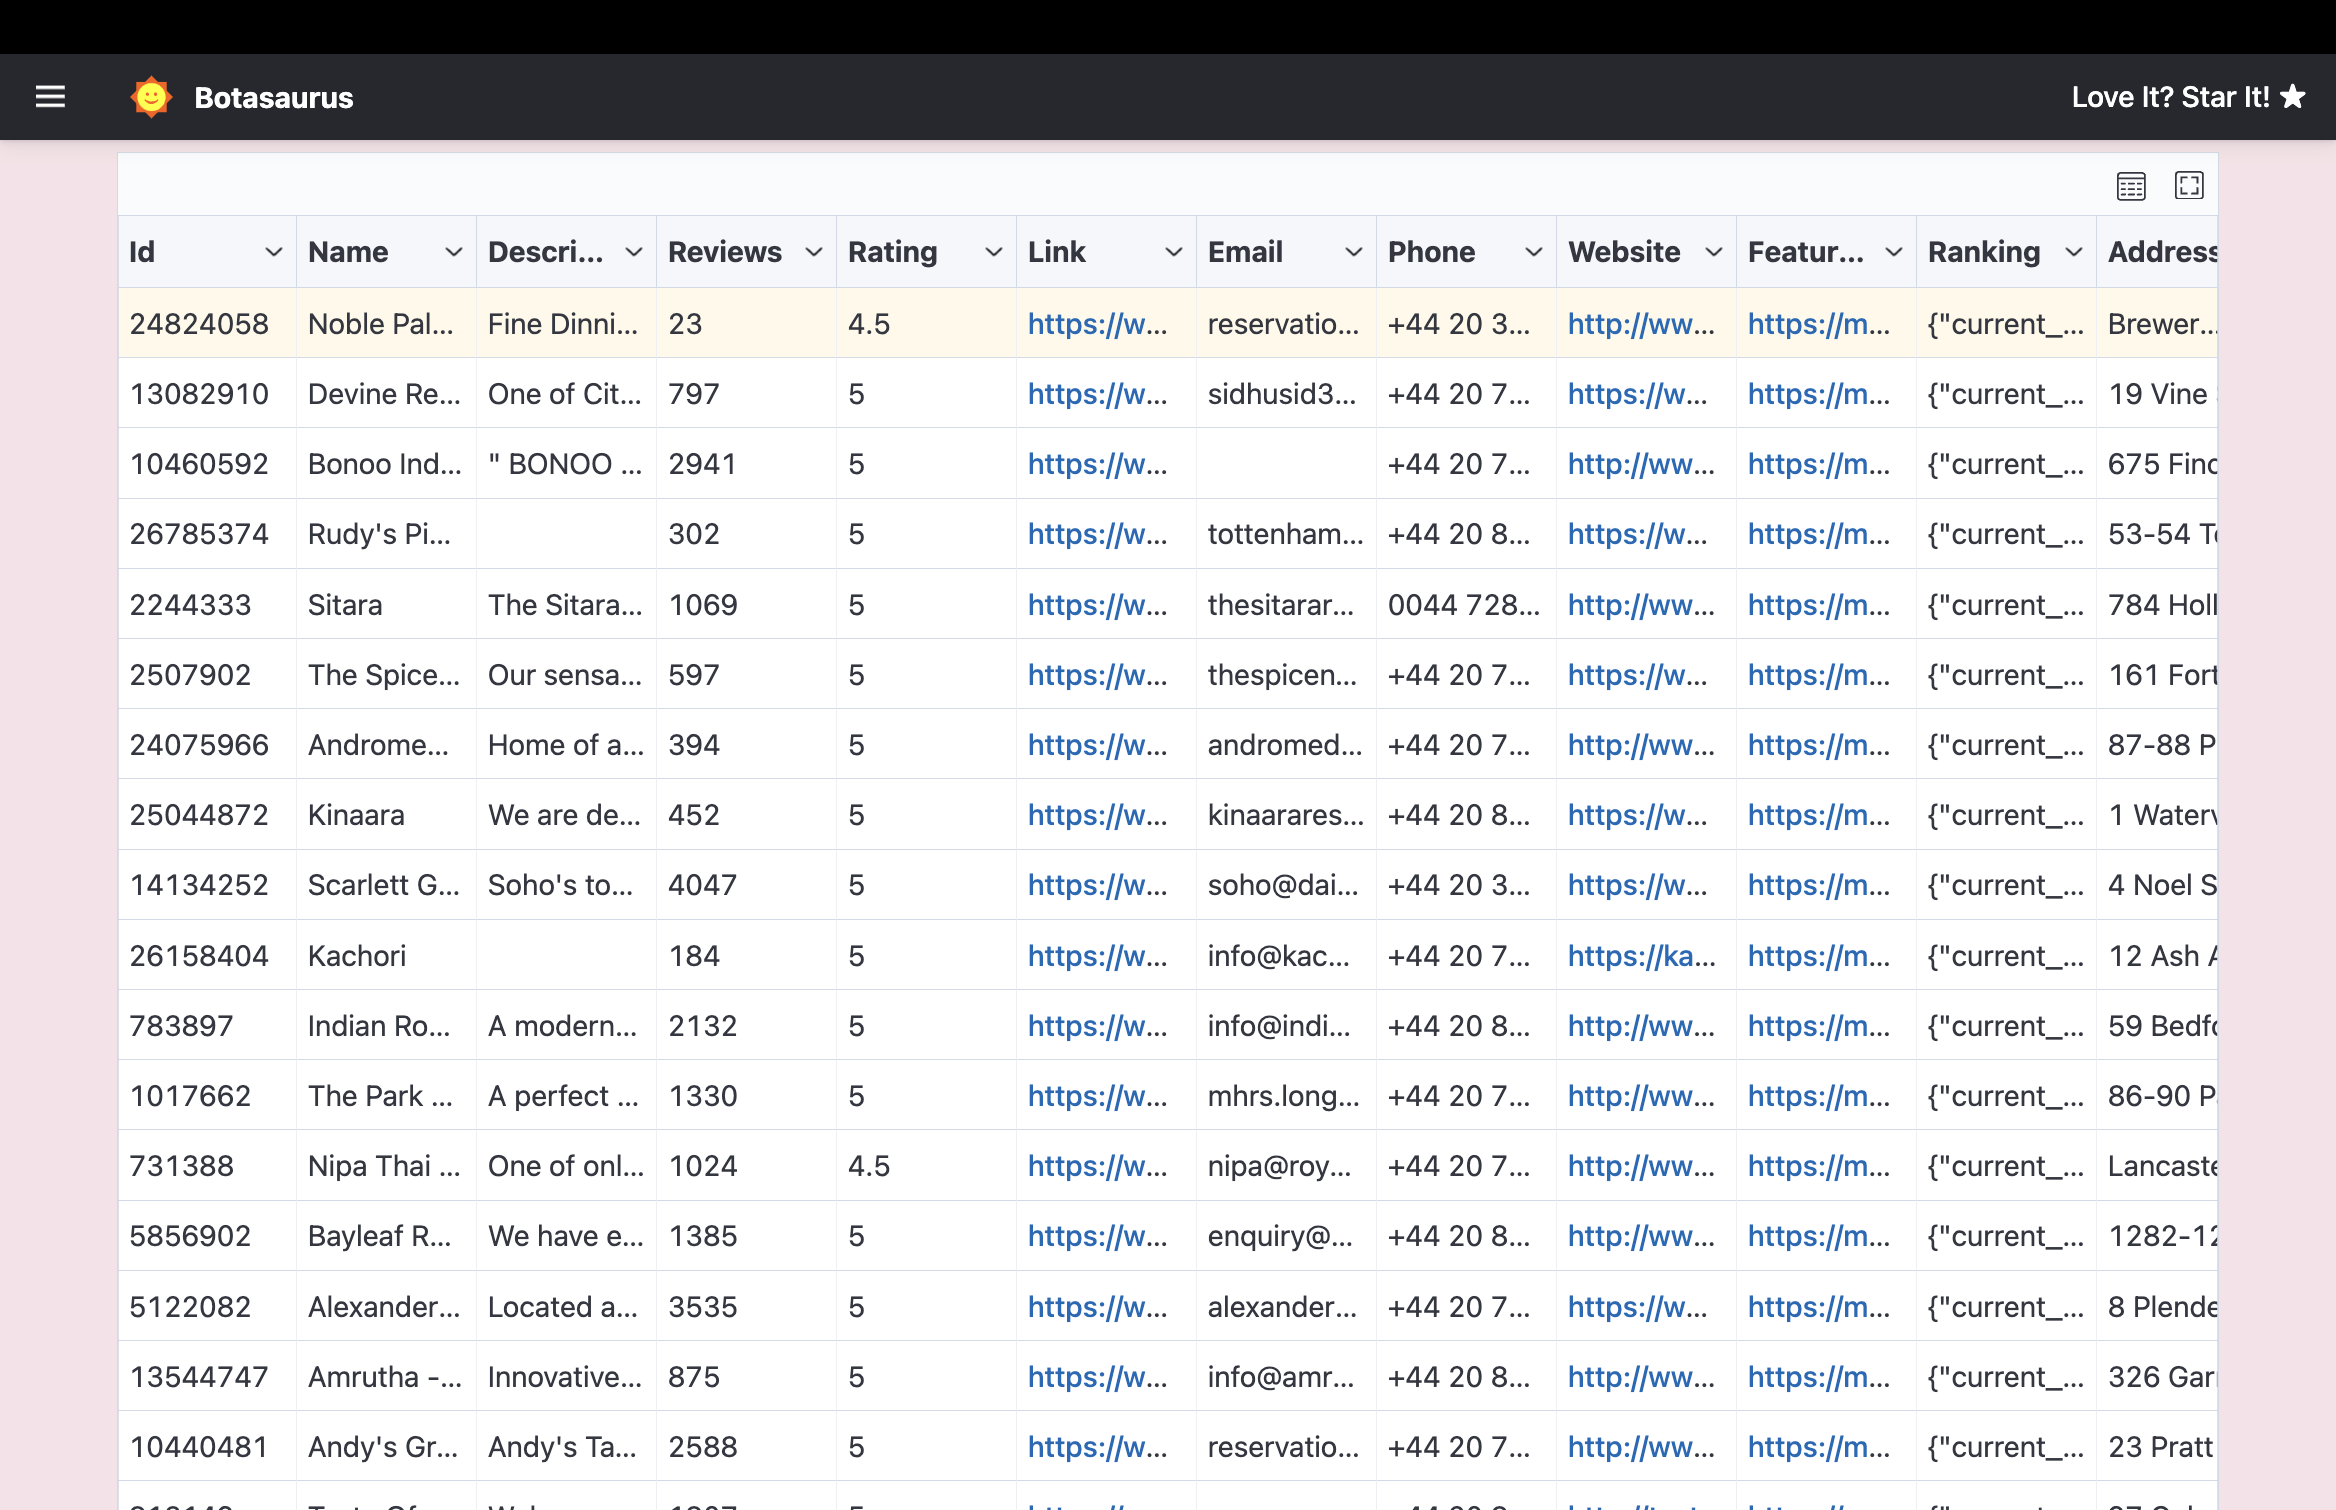 Botasaurus
Love It? Star It!
Id Name Descri... Reviews Rating Link Email Phone Website Featur... Ranking Address
24824058 Noble Pal... Fine Dinni... 23 4.5 https://w... reservatio... +44 20 3... http://ww... https://m... {"current_... Brewer...
13082910 Devine Re... One of Cit... 797 5 https://w... sidhusid3... +44 20 7... https://w... https://m... {"current_... 19 Vine
10460592 Bonoo Ind... " BONOO ... 2941 5 https://w... +44 20 7... http://ww... https://m... {"current_... 675 Finc
26785374 Rudy's Pi... 302 5 https://w... tottenham... +44 20 8... https://w... https://m... {"current_... 53-54 To
2244333 Sitara The Sitara... 1069 5 https://w... thesitarar... 0044 728... http://ww... https://m... {"current_... 784 Holl
2507902 The Spice... Our sensa... 597 5 https://w... thespicen... +44 20 7... https://w... https://m... {"current_... 161 Fort
24075966 Androme... Home of a... 394 5 https://w... andromed... +44 20 7... http://ww... https://m... {"current_... 87-88 P
25044872 Kinaara We are de... 452 5 https://w... kinaarares... +44 20 8... https://w... https://m... {"current_... 1 Waterv
14134252 Scarlett G... Soho's to... 4047 5 https://w... soho@dai... +44 20 3... https://w... https://m... {"current_... 4 Noel S
26158404 Kachori 184 5 https://w... info@kac... +44 20 7... https://ka... https://m... {"current_... 12 Ash A
783897 Indian Ro... A modern... 2132 5 https://w... info@indi... +44 20 8... http://ww... https://m... {"current_... 59 Bedfo
1017662 The Park ... A perfect ... 1330 5 https://w... mhrs.long... +44 20 7... http://ww... https://m... {"current_... 86-90 Pa
731388 Nipa Thai ... One of onl... 1024 4.5 https://w... nipa@roy... +44 20 7... http://ww... https://m... {"current_... Lancaste
5856902 Bayleaf R... We have e... 1385 5 https://w... enquiry@... +44 20 8... http://ww... https://m... {"current_... 1282-12
5122082 Alexander... Located a... 3535 5 https://w... alexander... +44 20 7... https://w... https://m... {"current_... 8 Plende
13544747 Amrutha -... Innovative... 875 5 https://w... info@amr... +44 20 8... http://ww... https://m... {"current_... 326 Gar
10440481 Andy's Gr... Andy's Ta... 2588 5 https://w... reservatio... +44 20 7... http://ww... https://m... {"current_... 23 Pratt